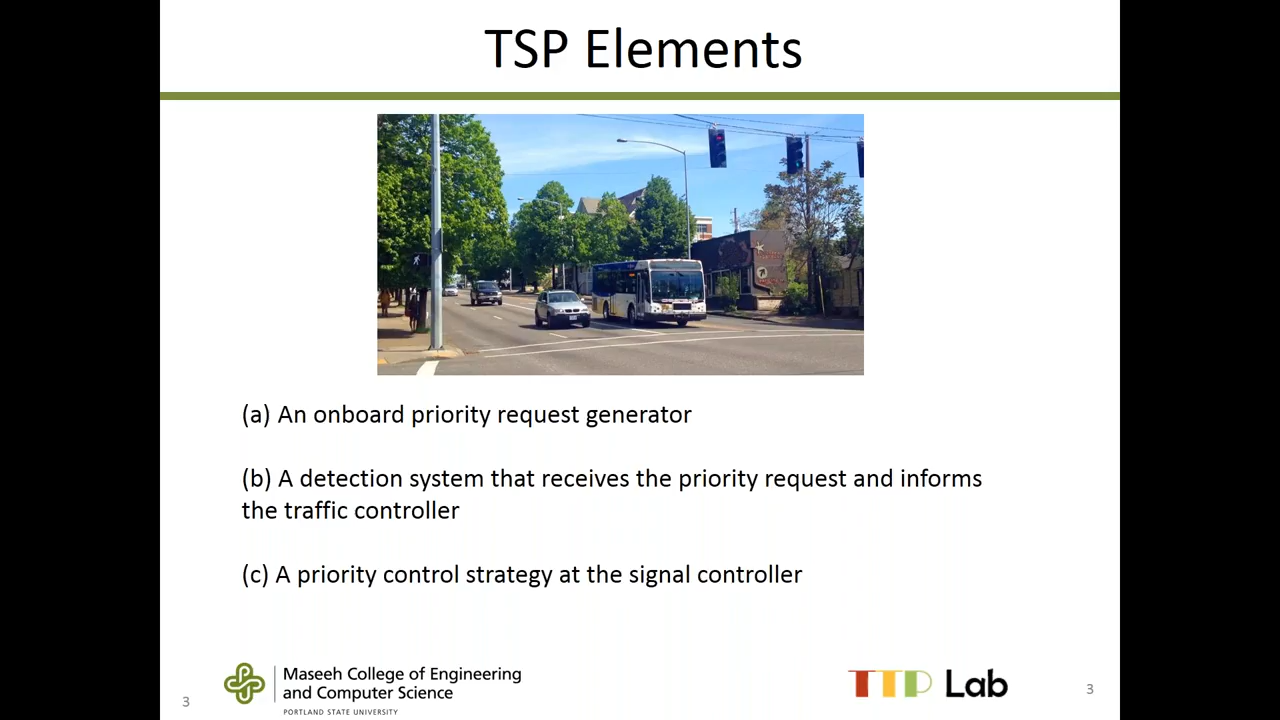 TSP Elements
(a) An onboard priority request generator
(b) A detection system that receives the priority request and informs
the traffic controller
(c) A priority control strategy at the signal controller
3
Maseeh College of Engineering
and Computer Science
PORTLAND STATE UNIVERSITY
TTP Lab
3